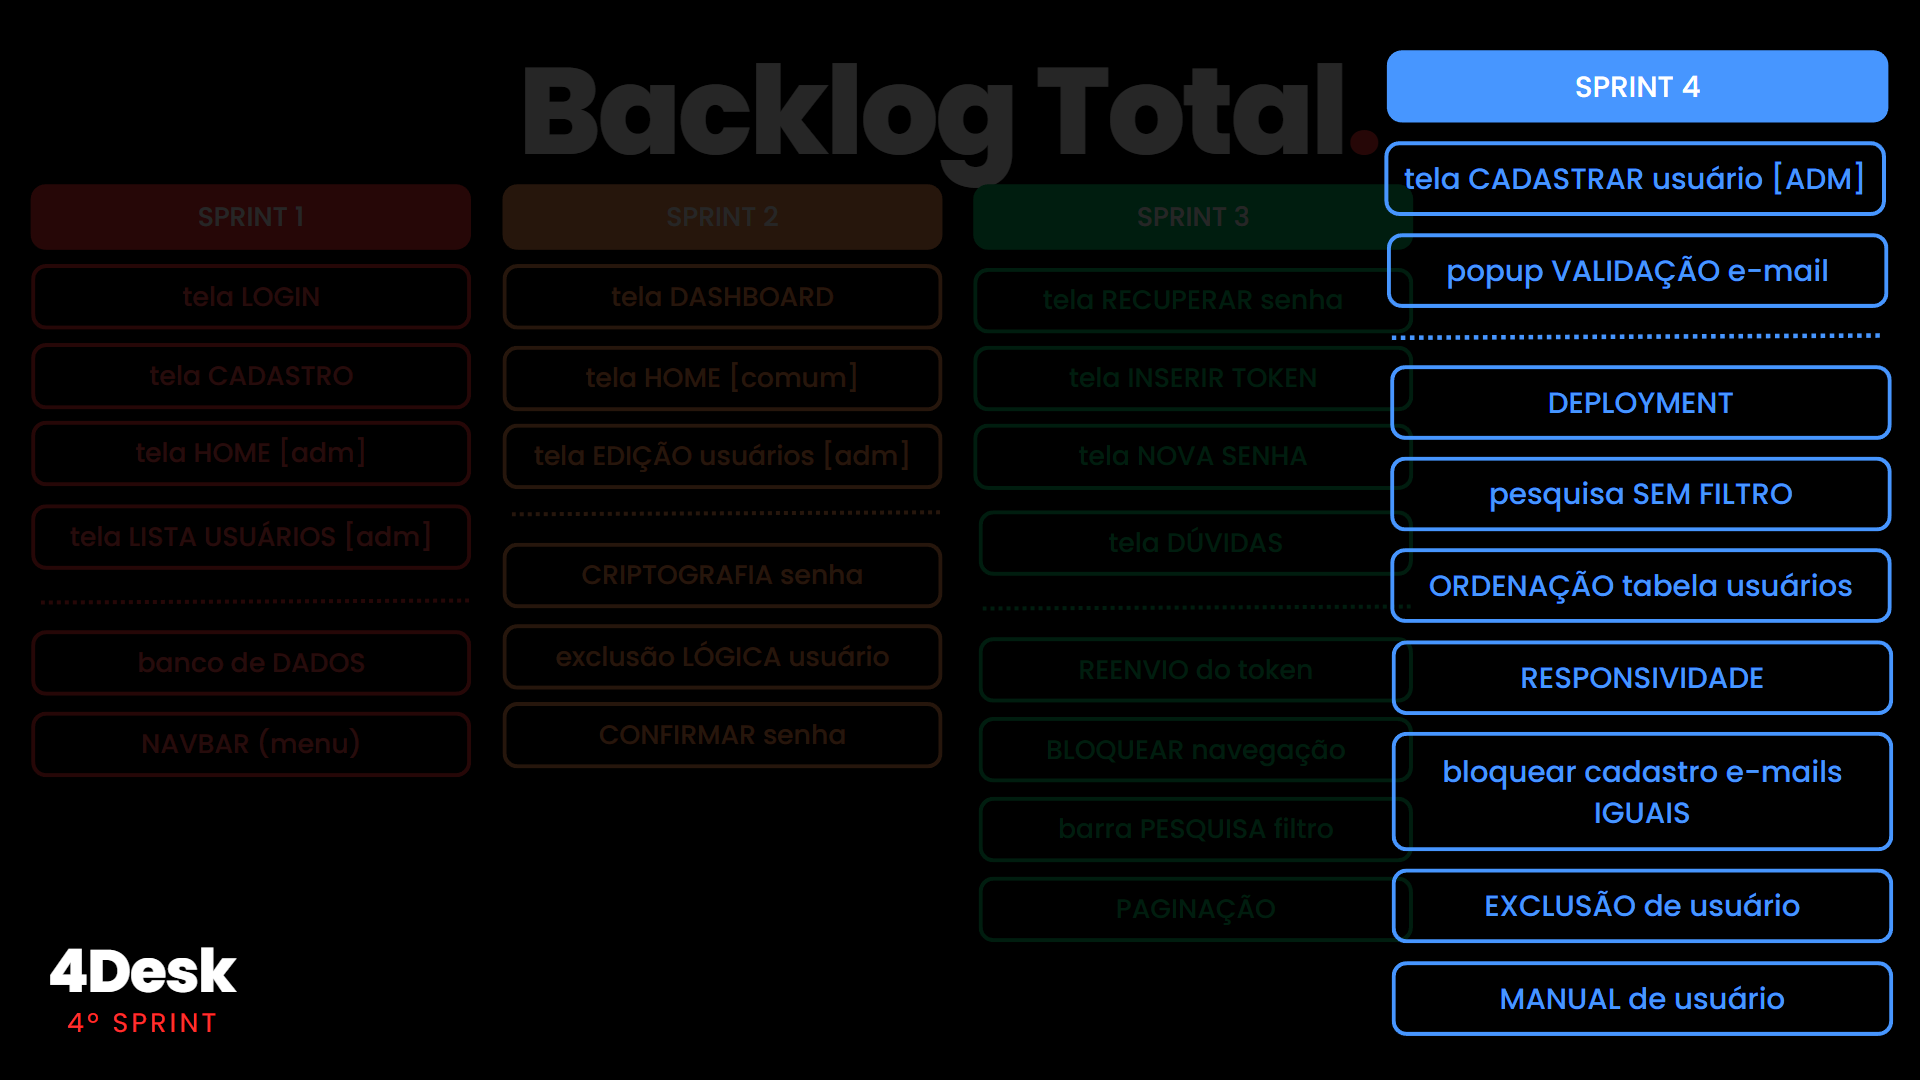 Backlog Total.
SPRINT 1
tela LOGIN
tela CADASTRO
tela HOME [adm]
tela LISTA USUÁRIOS [adm]
banco de DADOS
NAVBAR (menu)
SPRINT 2
tela DASHBOARD
tela HOME [comum]
tela EDIÇÃO usuários [adm]
CRIPTOGRAFIA senha
exclusão LÓGICA usuário
CONFIRMAR senha
SPRINT 3
tela RECUPERAR senha
tela INSERIR TOKEN
tela NOVA SENHA
tela DÚVIDAS
REENVIO do token
BLOQUEAR navegação
barra PESQUISA filtro
PAGINAÇÃO
SPRINT 4
tela CADASTRAR usuário [ADM]
popup VALIDAÇÃO e-mail
DEPLOYMENT
pesquisa SEM FILTRO
ORDENAÇÃO tabela usuários
RESPONSIVIDADE
bloquear cadastro e-mails
IGUAIS
EXCLUSÃO de usuário
MANUAL de usuário
4Desk
4º SPRINT